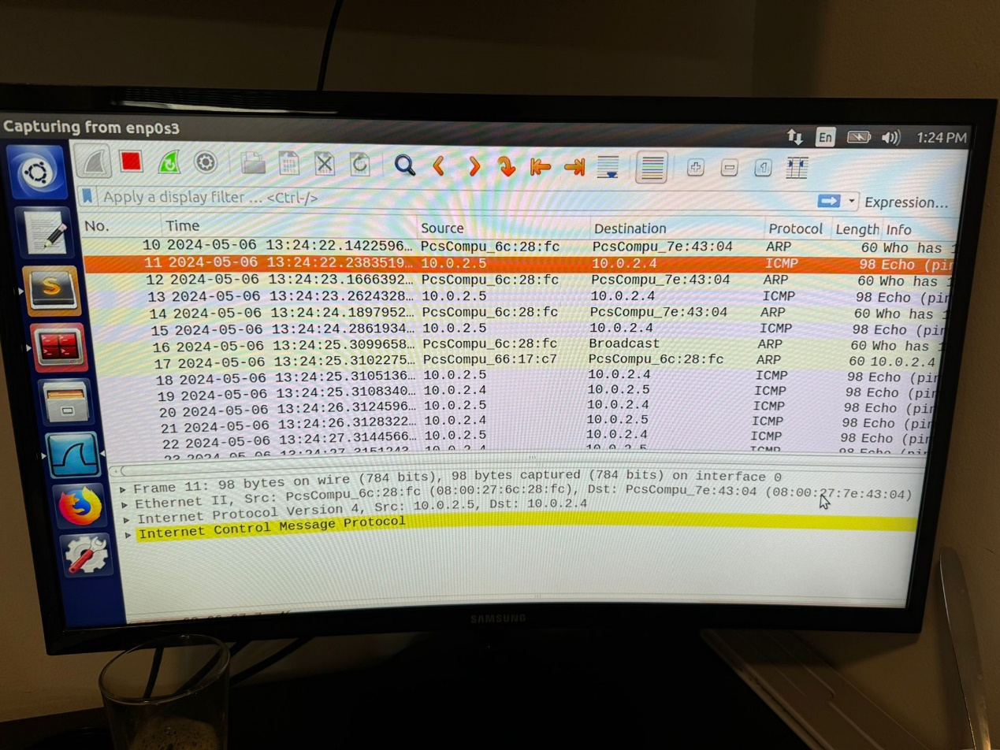 Capturing from enp0s3
En
1:24 PM
Apply a display filter ... <Ctrl-/>
Expression...
No. Time Source Destination Protocol Length Info
10 2024-05-06 13:24:22.1422596... PcsCompu_6c:28:fc PcsCompu_7e:43:04 ARP 60 Who has 1
11 2024-05-06 13:24:22.2383519... 10.0.2.5 10.0.2.4 ICMP 98 Echo (pin
12 2024-05-06 13:24:23.1666392... PcsCompu_6c:28:fc PcsCompu_7e:43:04 ARP 60 Who has 1
13 2024-05-06 13:24:23.2624328... 10.0.2.5 10.0.2.4 ICMP 98 Echo (pin
14 2024-05-06 13:24:24.1897952... PcsCompu_6c:28:fc PcsCompu_7e:43:04 ARP 60 Who has 1
15 2024-05-06 13:24:24.2861934... 10.0.2.5 10.0.2.4 ICMP 98 Echo (pin
16 2024-05-06 13:24:25.3099658... PcsCompu_6c:28:fc Broadcast ARP 60 Who has 1
17 2024-05-06 13:24:25.3102275... PcsCompu_66:17:c7 PcsCompu_6c:28:fc ARP 60 10.0.2.4
18 2024-05-06 13:24:25.3105136... 10.0.2.5 10.0.2.4 ICMP 98 Echo (pin
19 2024-05-06 13:24:25.3108340... 10.0.2.4 10.0.2.5 ICMP 98 Echo (pin
20 2024-05-06 13:24:26.3124596... 10.0.2.5 10.0.2.4 ICMP 98 Echo (pin
21 2024-05-06 13:24:26.3128322... 10.0.2.4 10.0.2.5 ICMP 98 Echo (pin
22 2024-05-06 13:24:27.3144566... 10.0.2.5 10.0.2.4 ICMP 98 Echo (pin
23 2024-05-06 13:24:27.3151243... 10.0.2.4 10.0.2.5 ICMP 98 Echo (pin
Frame 11: 98 bytes on wire (784 bits), 98 bytes captured (784 bits) on interface 0
Ethernet II, Src: PcsCompu_6c:28:fc (08:00:27:6c:28:fc), Dst: PcsCompu_7e:43:04 (08:00:27:7e:43:04)
Internet Protocol Version 4, Src: 10.0.2.5, Dst: 10.0.2.4
Internet Control Message Protocol
SAMSUNG